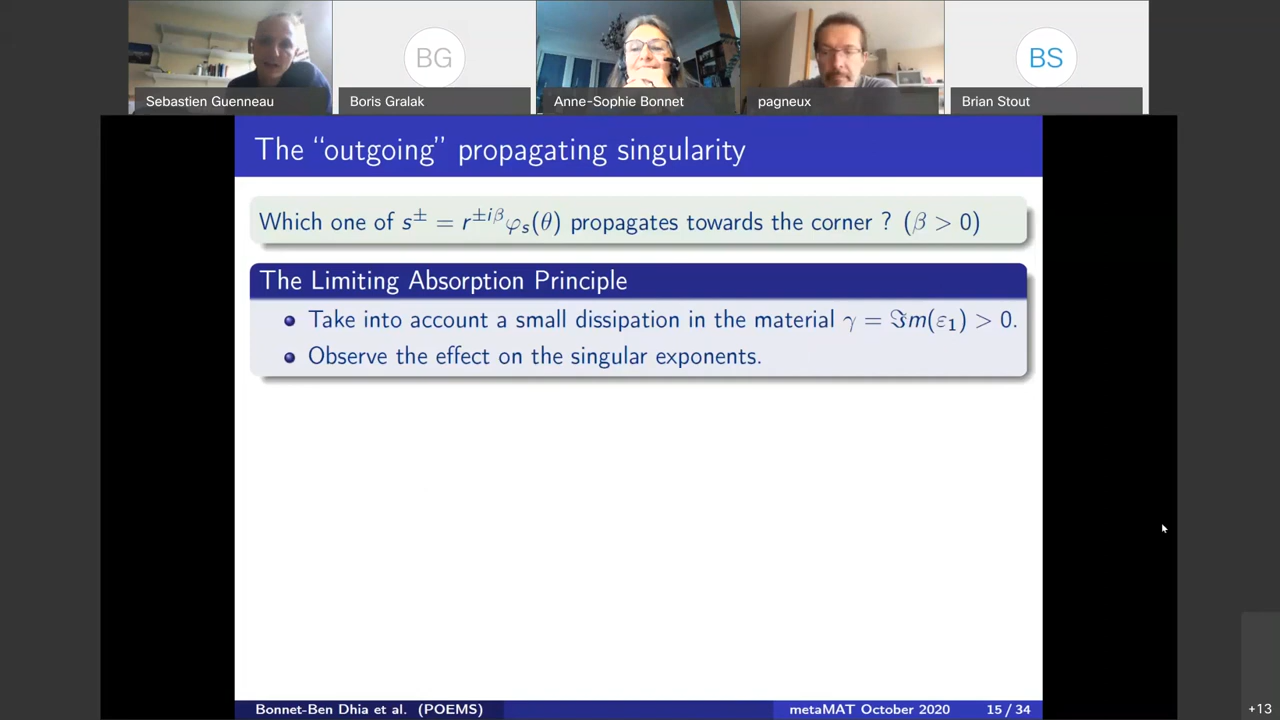 BG
BS
Sebastien Guenneau
Boris Gralak
Anne-Sophie Bonnet
pagneux
Brian Stout
The “outgoing” propagating singularity
Which one of s± = r±iβφs(θ) propagates towards the corner ? (β > 0)
The Limiting Absorption Principle
Take into account a small dissipation in the material γ = ℑm(ε1) > 0.
Observe the effect on the singular exponents.
Bonnet-Ben Dhia et al. (POEMS)
metaMAT October 2020
15 / 34
+13